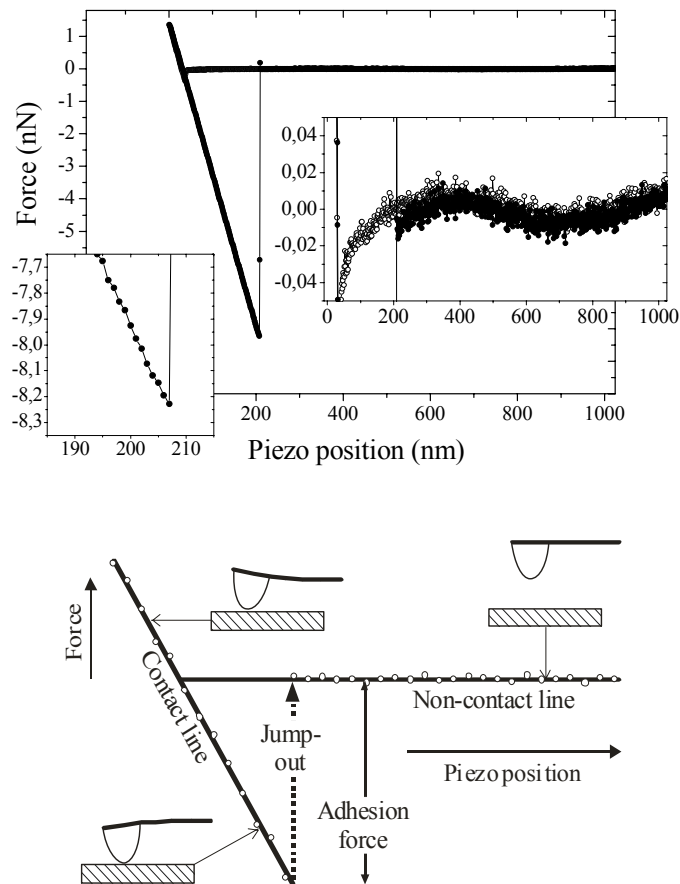 1
0
-1
-2
-3
-4
-5
Force (nN)
0,04
0,02
0,00
-0,02
-0,04
0 200 400 600 800 1000
-7,7
-7,8
-7,9
-8,0
-8,1
-8,2
-8,3
190 200 210
200 400 600 800 1000
Piezo position (nm)
Force
Contact line
Non-contact line
Jump-
out
Piezo position
Adhesion
force